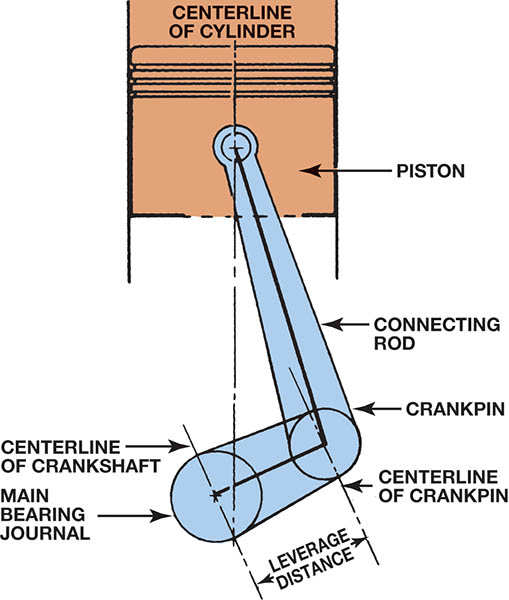 CENTERLINE
OF CYLINDER
PISTON
CONNECTING
ROD
CRANKPIN
CENTERLINE
OF CRANKSHAFT
CENTERLINE
OF CRANKPIN
MAIN
BEARING
JOURNAL
LEVERAGE
DISTANCE